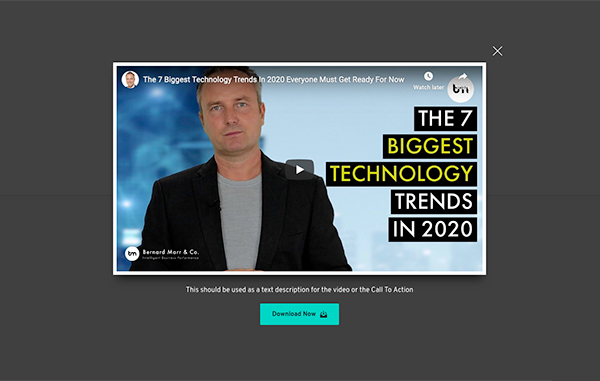 The 7 Biggest Technology Trends In 2020 Everyone Must Get Ready For Now
Watch later
bm
THE 7
BIGGEST
TECHNOLOGY
TRENDS
IN 2020
bm
Bernard Marr & Co.
Intelligent Business Performance
This should be used as a text description for the video or the Call To Action
Download Now